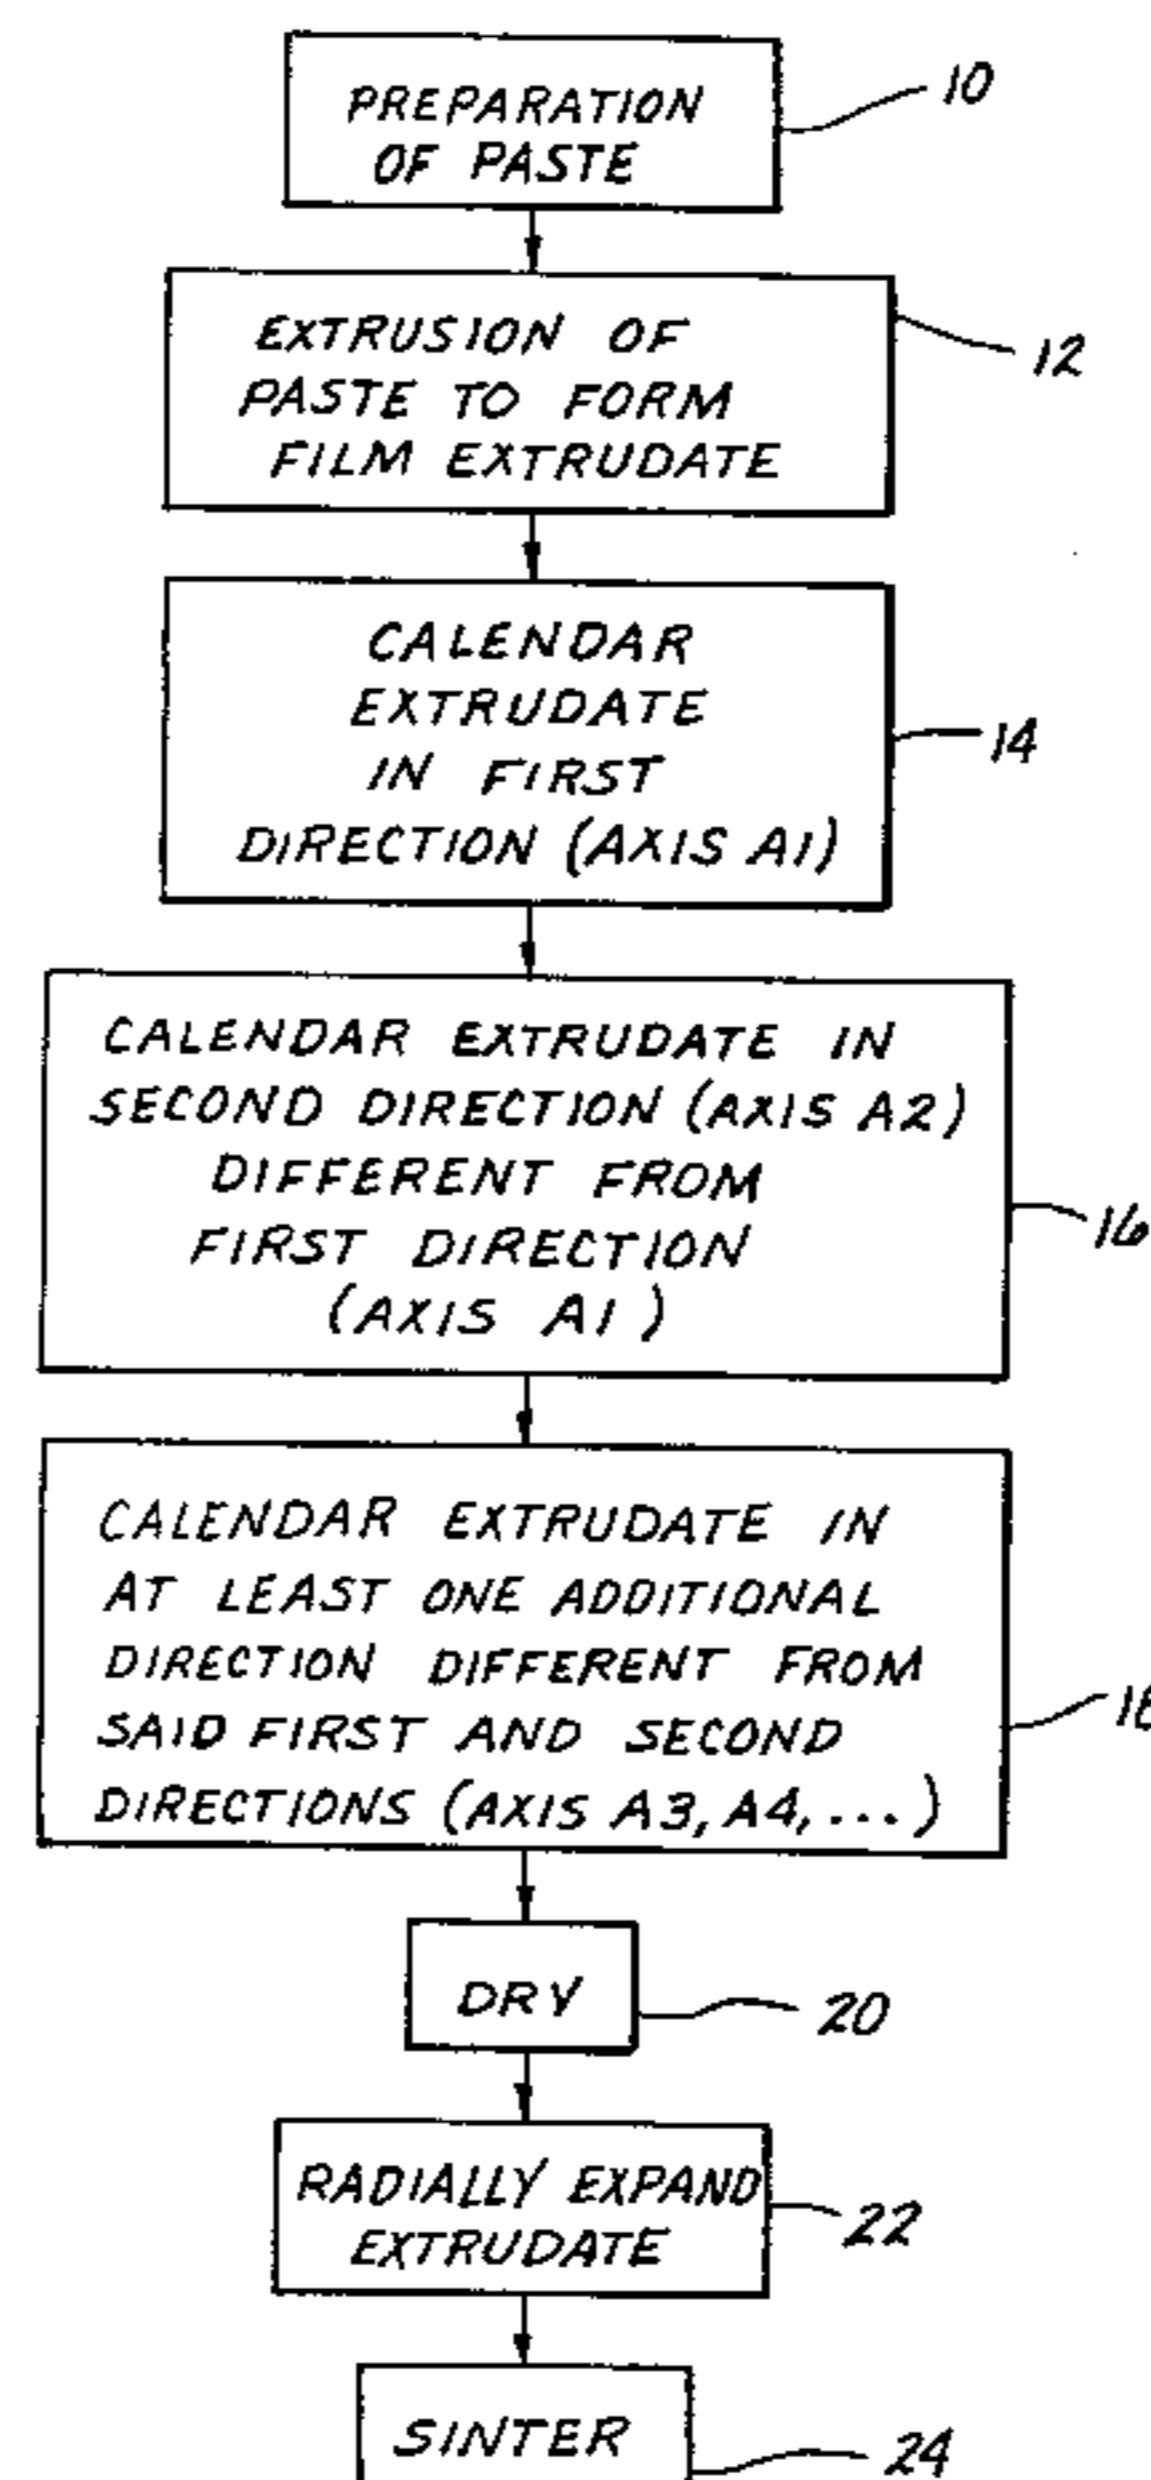 PREPARATION
OF PASTE
10
EXTRUSION OF
PASTE TO FORM
FILM EXTRUDATE
12
CALENDAR
EXTRUDATE
IN FIRST
DIRECTION (AXIS A1)
14
CALENDAR EXTRUDATE IN
SECOND DIRECTION (AXIS A2)
DIFFERENT FROM
FIRST DIRECTION
(AXIS A1)
16
CALENDAR EXTRUDATE IN
AT LEAST ONE ADDITIONAL
DIRECTION DIFFERENT FROM
SAID FIRST AND SECOND
DIRECTIONS (AXIS A3, A4, ...)
DRY
20
RADIALLY EXPAND
EXTRUDATE
22
SINTER
24